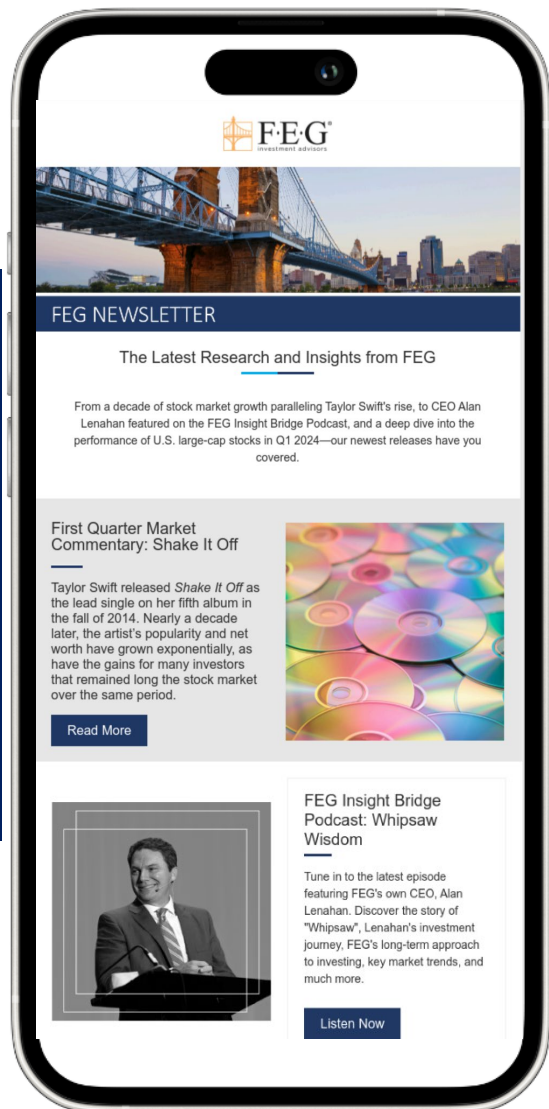 F·E·G®
investment advisors
FEG NEWSLETTER
The Latest Research and Insights from FEG
From a decade of stock market growth paralleling Taylor Swift's rise, to CEO Alan
Lenahan featured on the FEG Insight Bridge Podcast, and a deep dive into the
performance of U.S. large-cap stocks in Q1 2024—our newest releases have you
covered.
First Quarter Market
Commentary: Shake It Off
Taylor Swift released Shake It Off as
the lead single on her fifth album in
the fall of 2014. Nearly a decade
later, the artist's popularity and net
worth have grown exponentially, as
have the gains for many investors
that remained long the stock market
over the same period.
Read More
FEG Insight Bridge
Podcast: Whipsaw
Wisdom
Tune in to the latest episode
featuring FEG's own CEO, Alan
Lenahan. Discover the story of
"Whipsaw", Lenahan's investment
journey, FEG's long-term approach
to investing, key market trends, and
much more.
Listen Now